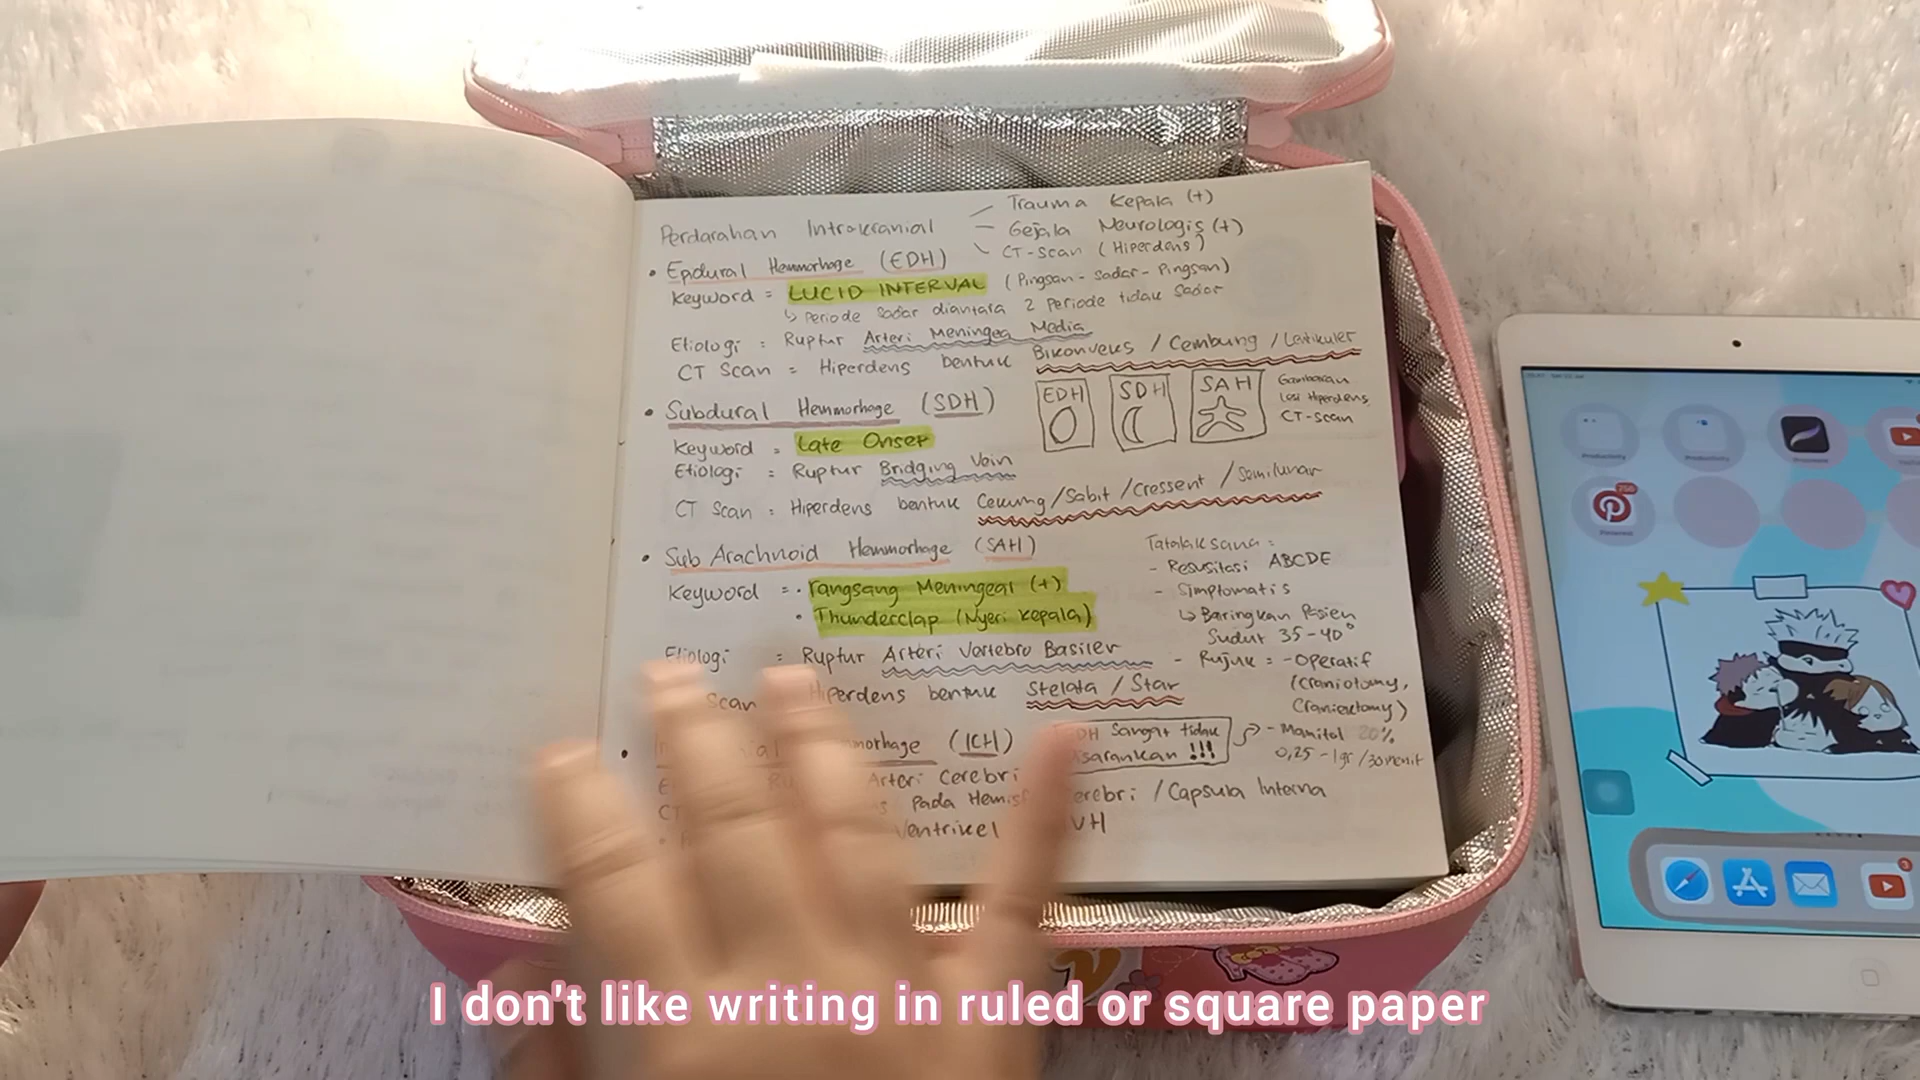 Perdarahan Intrakranial
Trauma Kepala (+)
Gejala Neurologis (+)
CT-Scan (Hiperdens)
• Epidural Hemmorhage (EDH)
Keyword = LUCID INTERVAL (Pingsan - Sadar - Pingsan)
↳ Periode Sadar diantara 2 Periode tidak Sadar
Etiologi : Ruptur Arteri Meningea Media
CT Scan = Hiperdens bentuk Bikonveks / Cembung / Lentikuler
• Subdural Hemmorhage (SDH)
EDH
SDH
SAH
Gambaran
Lesi Hiperdens
CT-Scan
Keyword = Late Onset
Etiologi = Ruptur Bridging Vein
CT Scan = Hiperdens bentuk Cekung/Sabit/Cressent/Semilunar
• Sub Arachnoid Hemmorhage (SAH)
Keyword = • rangsang Meningeal (+)
• Thunderclap (Nyeri kepala)
Etiologi = Ruptur Arteri Vertebro Basiler
Scan Hiperdens bentuk Stelata / Star
Tatalaksana :
- Resusitasi ABCDE
- Simptomatis
↳ Baringkan Pasien
Sudut 35-40°
- Rujuk = - Operatif
(Craniotomy,
Craniektomy)
- Manitol 20%
0,25 - 1gr/30menit
(ICH)
Sangat tidak
!!!
Arteri Cerebri
Pada / Capsula Interna
Ventrikel
I don't like writing in ruled or square paper
Productivity
Productivity
Pinterest